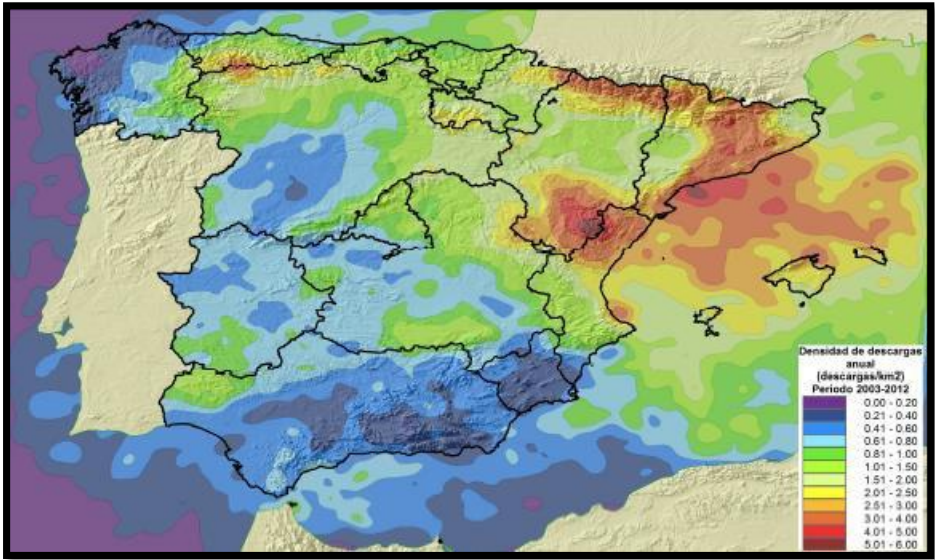 Densidad de descargas
anual
(descargas/km2)
Periodo 2003-2012
0.00 - 0.20
0.21 - 0.40
0.41 - 0.60
0.61 - 0.80
0.81 - 1.00
1.01 - 1.50
1.51 - 2.00
2.01 - 2.50
2.51 - 3.00
3.01 - 4.00
4.01 - 5.00
5.01 - 6.00